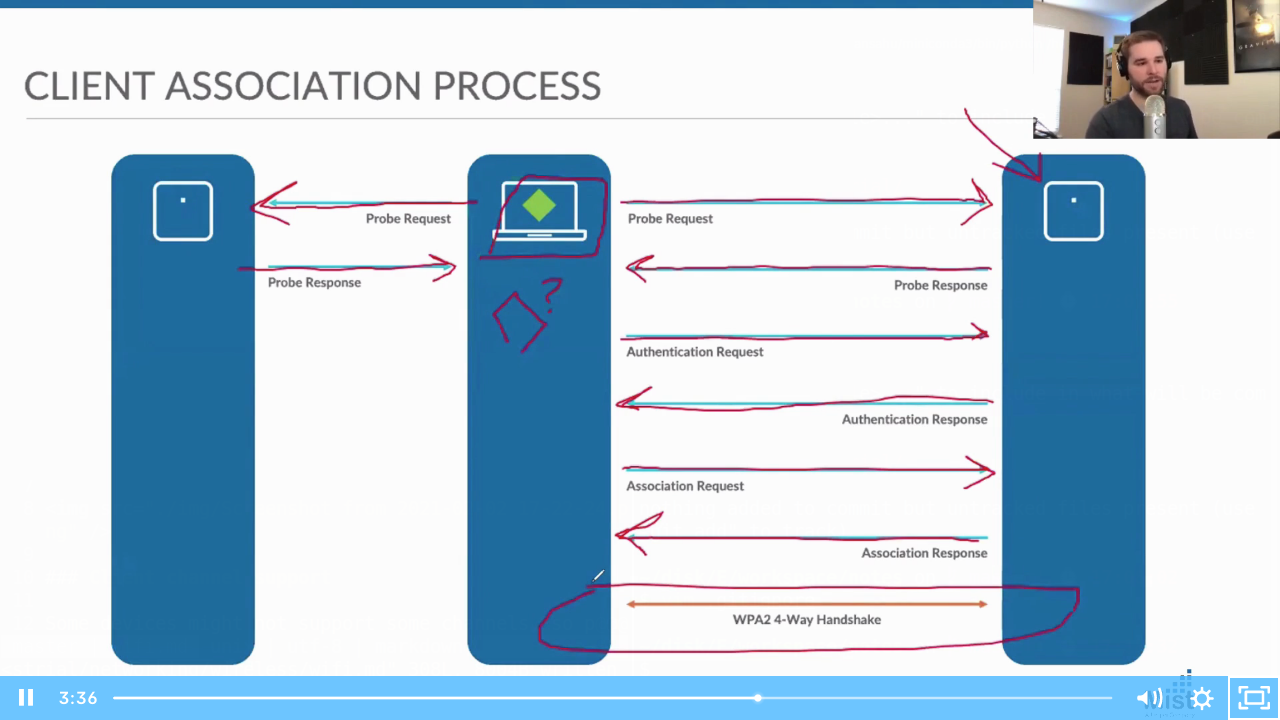 CLIENT ASSOCIATION PROCESS
Probe Request
Probe Request
Probe Response
Probe Response
?
Authentication Request
Authentication Response
Association Request
Association Response
WPA2 4-Way Handshake
3:36
Mist